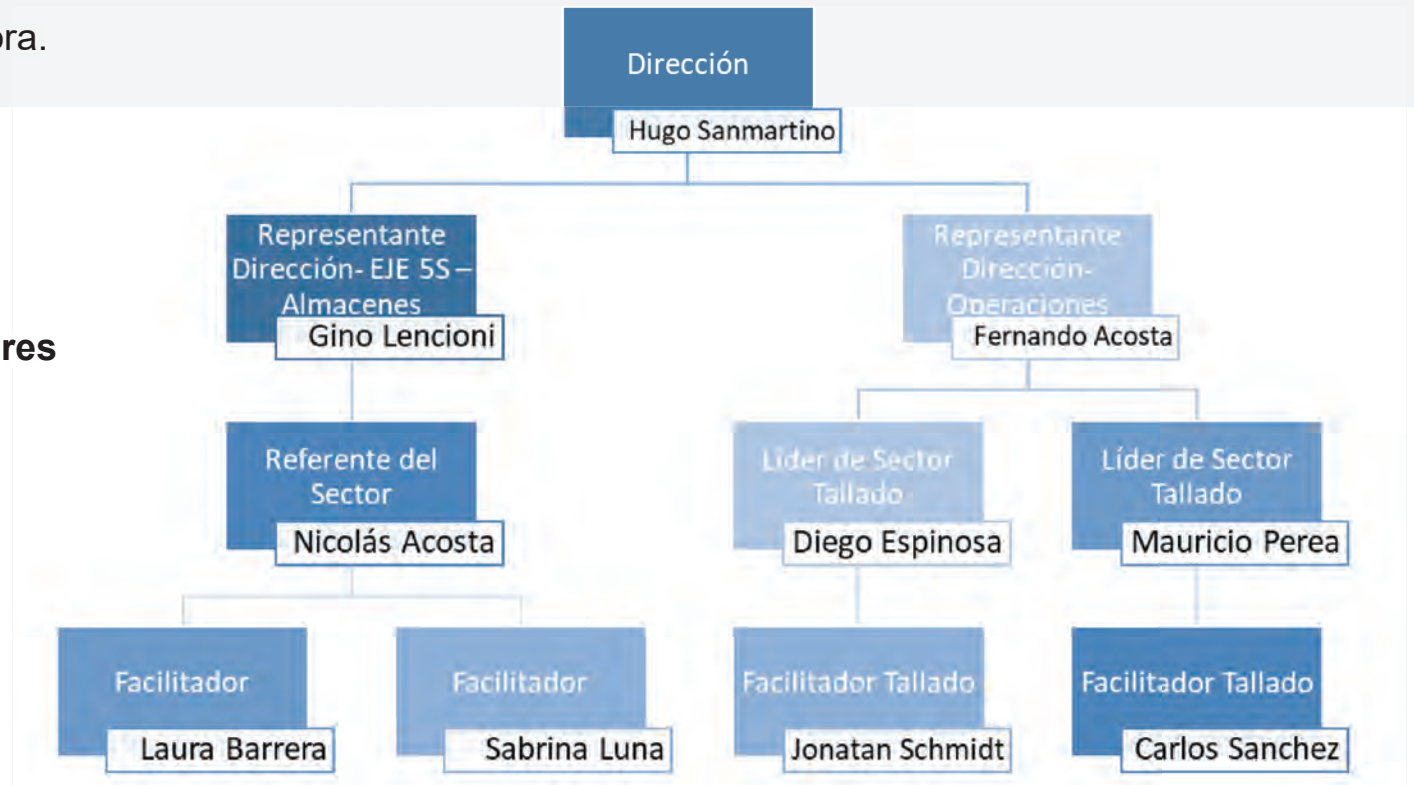 ora.
Dirección
Hugo Sanmartino
Representante
Dirección- EJE 5S –
Almacenes
Gino Lencioni
Representante
Dirección-
Operaciones
Fernando Acosta
res
Referente del
Sector
Nicolás Acosta
Líder de Sector
Tallado
Diego Espinosa
Líder de Sector
Tallado
Mauricio Perea
Facilitador
Laura Barrera
Facilitador
Sabrina Luna
Facilitador Tallado
Jonatan Schmidt
Facilitador Tallado
Carlos Sanchez